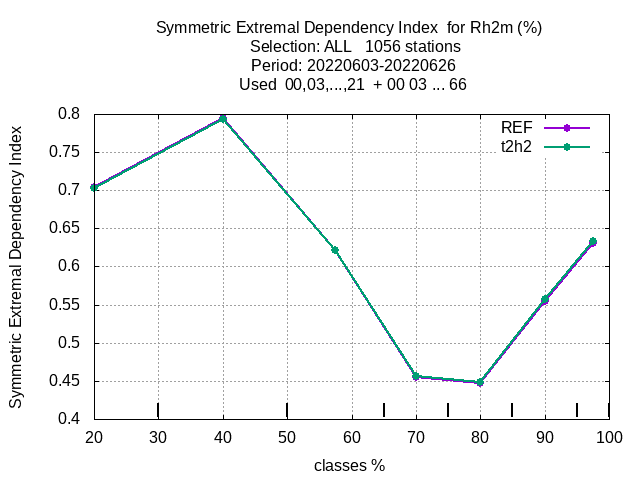 Symmetric Extremal Dependency Index  for Rh2m (%)
Selection: ALL   1056 stations
Period: 20220603-20220626
Used  00,03,...,21  + 00 03 ... 66
REF
t2h2
0.8
0.75
0.7
0.65
0.6
0.55
0.5
0.45
0.4
Symmetric Extremal Dependency Index
20 30 40 50 60 70 80 90 100
classes %